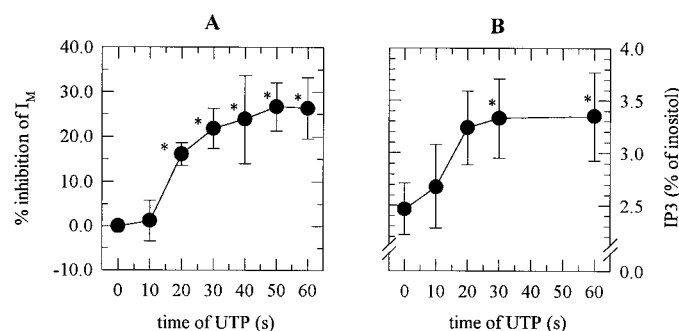 A
B
40.0
30.0
20.0
10.0
0.0
-10.0
% inhibition of I_M
0 10 20 30 40 50 60
time of UTP (s)
* * * * *
4.0
3.5
3.0
2.5
0.0
IP3 (% of inositol)
0 10 20 30 40 50 60
time of UTP (s)
* *